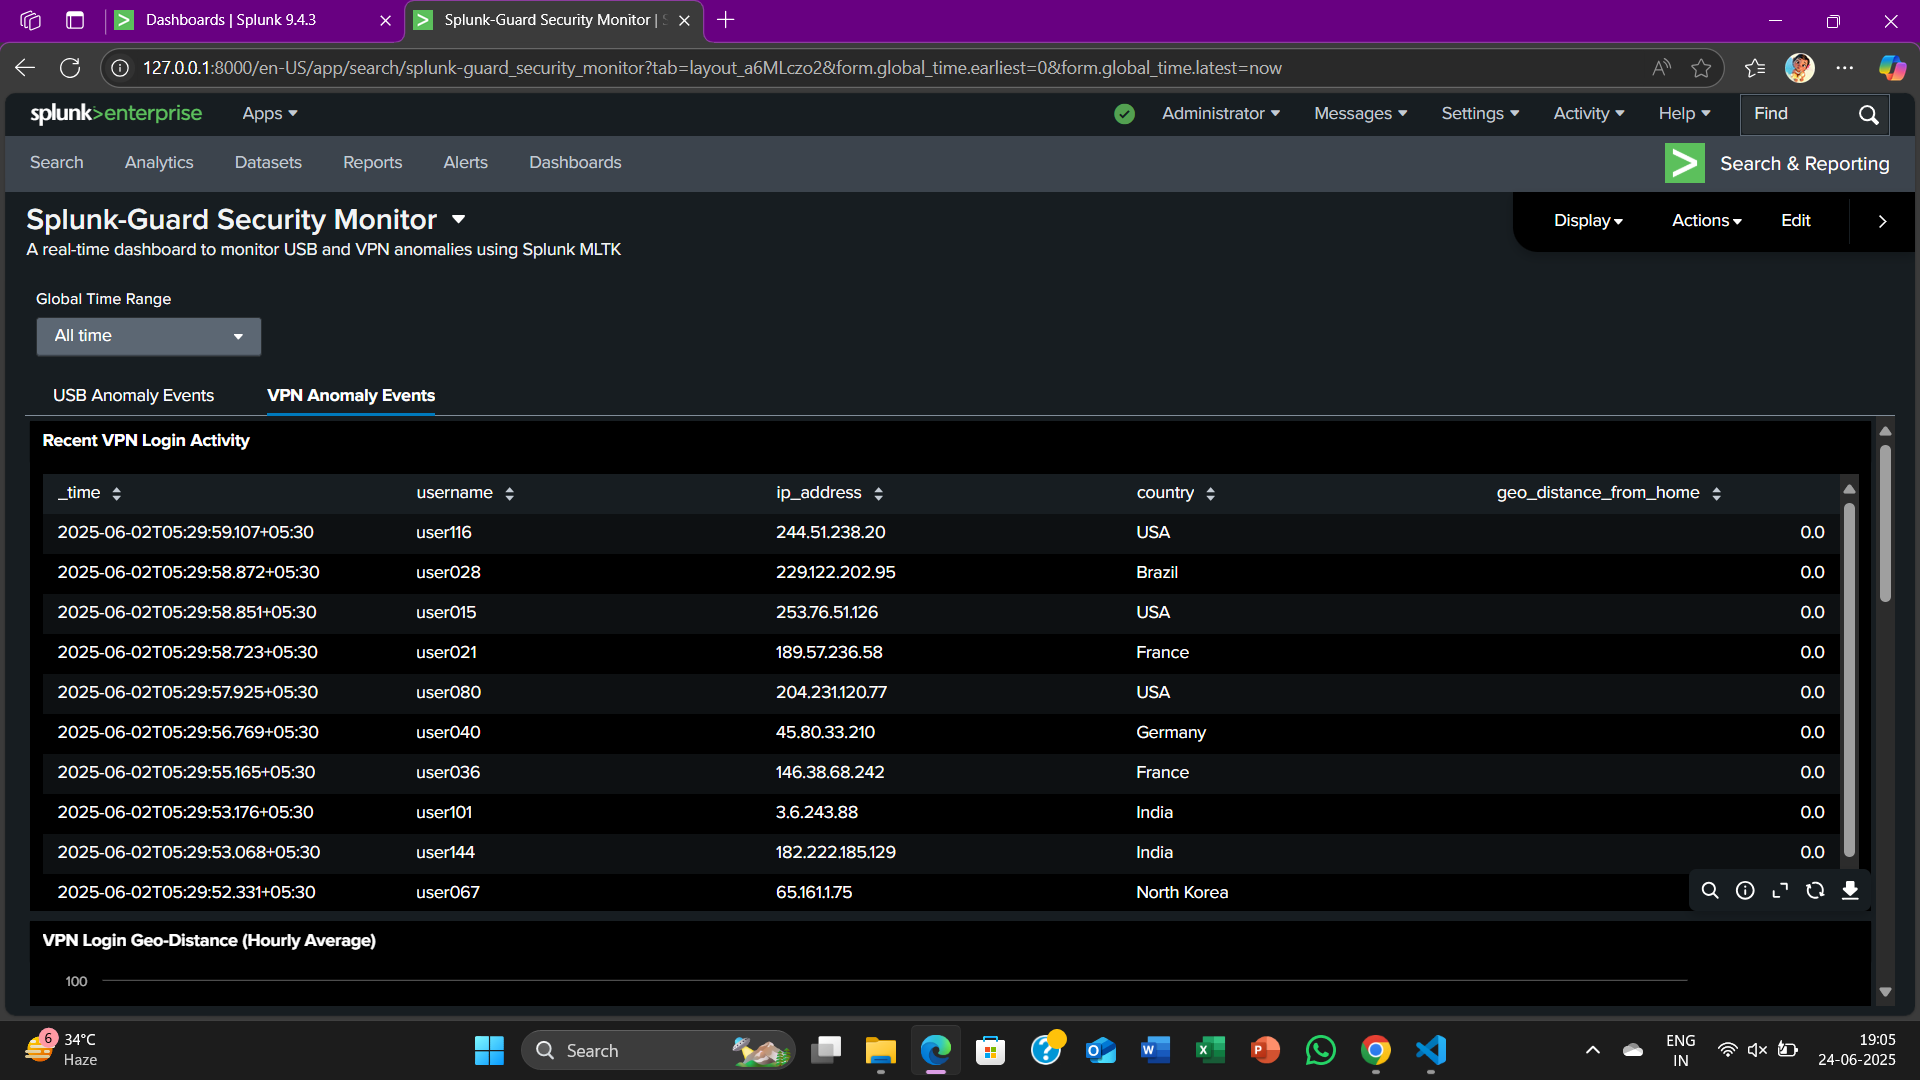 Dashboards | Splunk 9.4.3
Splunk-Guard Security Monitor |
127.0.0.1:8000/en-US/app/search/splunk-guard_security_monitor?tab=layout_a6MLczo2&form.global_time.earliest=0&form.global_time.latest=now
splunk>enterprise Apps Administrator Messages Settings Activity Help Find
Search Analytics Datasets Reports Alerts Dashboards Search & Reporting
Splunk-Guard Security Monitor
Display Actions Edit
A real-time dashboard to monitor USB and VPN anomalies using Splunk MLTK
Global Time Range
All time
USB Anomaly Events VPN Anomaly Events
Recent VPN Login Activity
_time username ip_address country geo_distance_from_home
2025-06-02T05:29:59.107+05:30 user116 244.51.238.20 USA 0.0
2025-06-02T05:29:58.872+05:30 user028 229.122.202.95 Brazil 0.0
2025-06-02T05:29:58.851+05:30 user015 253.76.51.126 USA 0.0
2025-06-02T05:29:58.723+05:30 user021 189.57.236.58 France 0.0
2025-06-02T05:29:57.925+05:30 user080 204.231.120.77 USA 0.0
2025-06-02T05:29:56.769+05:30 user040 45.80.33.210 Germany 0.0
2025-06-02T05:29:55.165+05:30 user036 146.38.68.242 France 0.0
2025-06-02T05:29:53.176+05:30 user101 3.6.243.88 India 0.0
2025-06-02T05:29:53.068+05:30 user144 182.222.185.129 India 0.0
2025-06-02T05:29:52.331+05:30 user067 65.161.1.75 North Korea
VPN Login Geo-Distance (Hourly Average)
100
6
34°C
Haze
Search
ENG
IN
19:05
24-06-2025